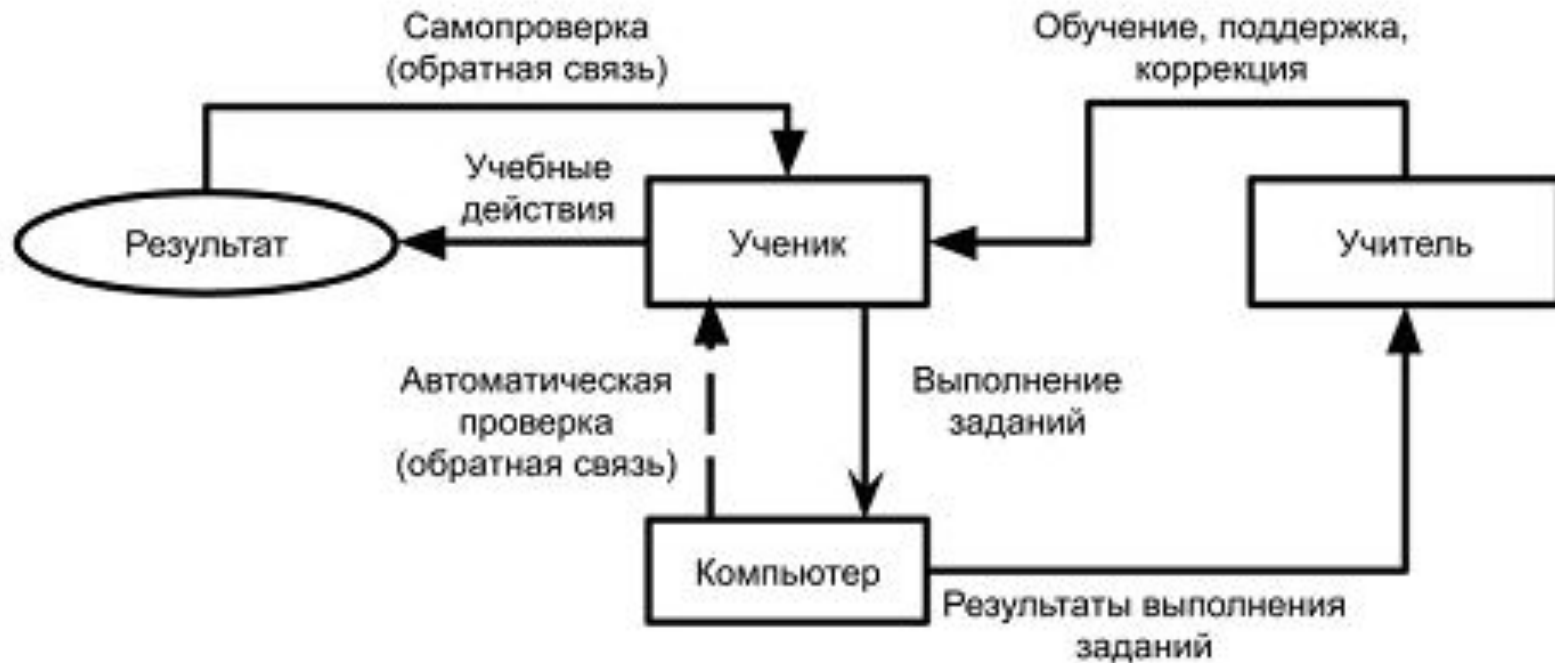 Самопроверка
(обратная связь)
Обучение, поддержка,
коррекция
Учебные
действия
Результат
Ученик
Учитель
Автоматическая
проверка
(обратная связь)
Выполнение
заданий
Компьютер
Результаты выполнения
заданий